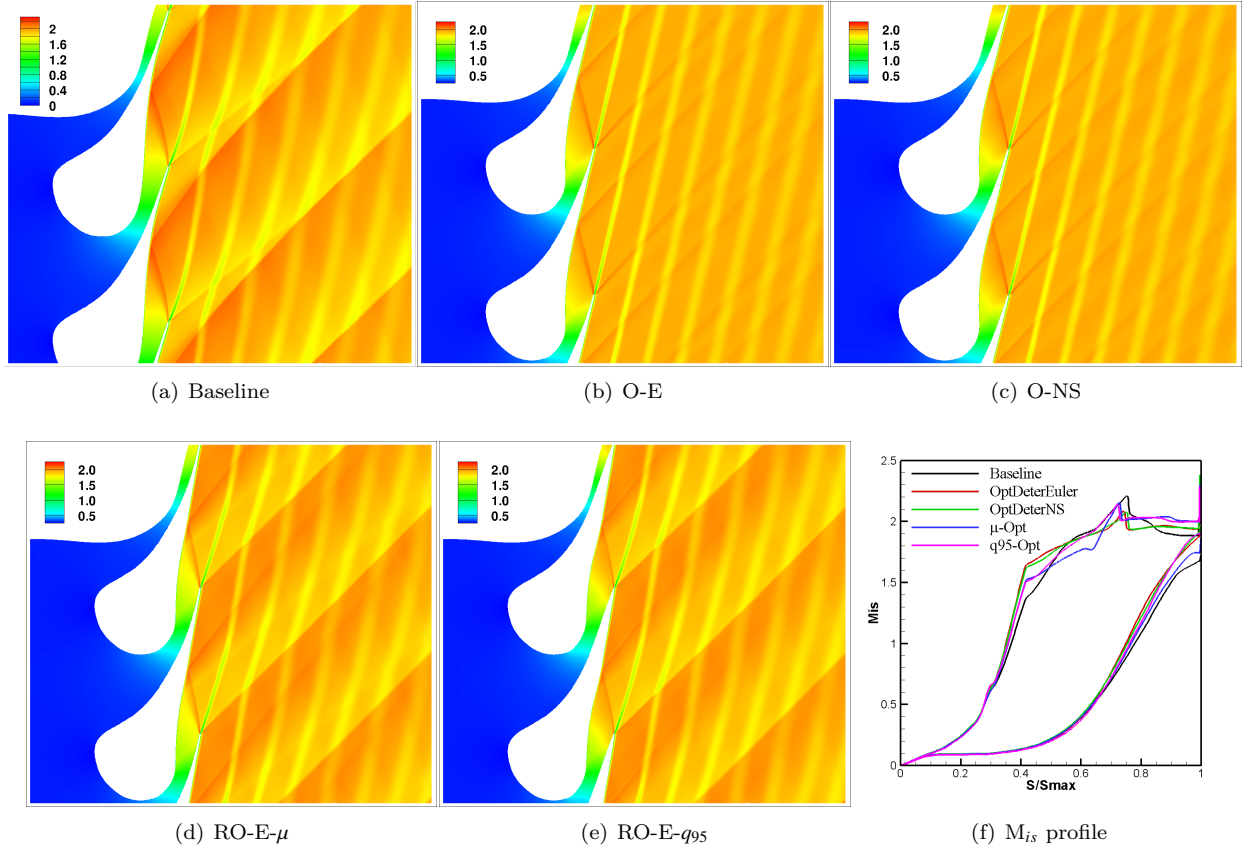 2
1.6
1.2
0.8
0.4
0
2.0
1.5
1.0
0.5
2.0
1.5
1.0
0.5
(a) Baseline
(b) O-E
(c) O-NS
2.0
1.5
1.0
0.5
2.0
1.5
1.0
0.5
2.5
2
1.5
1
0.5
0
Mis
Baseline
OptDeterEuler
OptDeterNS
μ-Opt
q95-Opt
0 0.2 0.4 0.6 0.8 1
S/Smax
(d) RO-E-μ
(e) RO-E-q95
(f) Mis profile